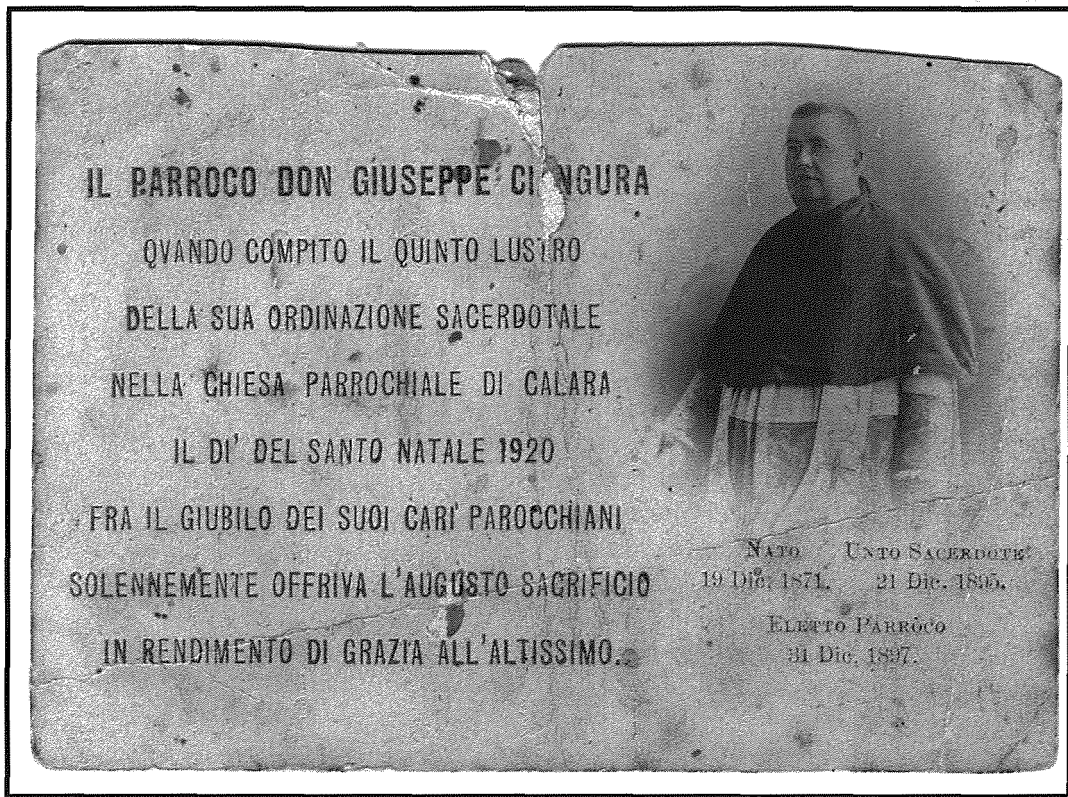 IL PARROCO DON GIUSEPPE
QVANDO COMPITO IL QUINTO LUSTRO
DELLA SUA ORDINAZIONE SACERDOTALE
NELLA CHIESA PARROCHIALE DI CALARA
IL DI' DEL SANTO NATALE 1920
FRA IL GIUBILO DEI SUOI CARI PAROCCHIANI
SOLENNEMENTE OFFRIVA L'AUGUSTO SACRIFICIO
IN RENDIMENTO DI GRAZIA ALL'ALTISSIMO.
NATO UNTO SACERDOTE
19 Dic. 1871. 21 Dic. 1895.
ELETTO PARROCO
31 Dic. 1897.